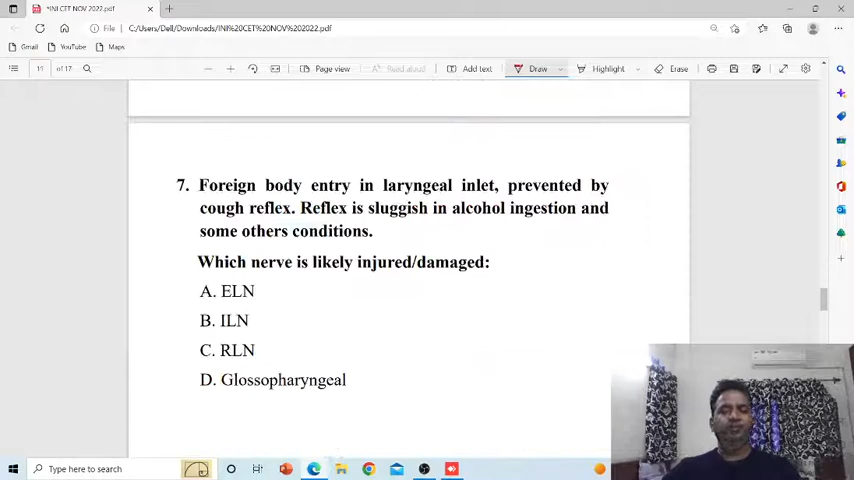 *INI CET NOV 2022.pdf
File
C:/Users/Dell/Downloads/INI%20CET%20NOV%202022.pdf
Gmail
YouTube
Maps
11 of 17
Page view
Read aloud
Add text
Draw
Highlight
Erase
7. Foreign body entry in laryngeal inlet, prevented by
cough reflex. Reflex is sluggish in alcohol ingestion and
some others conditions.
Which nerve is likely injured/damaged:
A. ELN
B. ILN
C. RLN
D. Glossopharyngeal
Type here to search